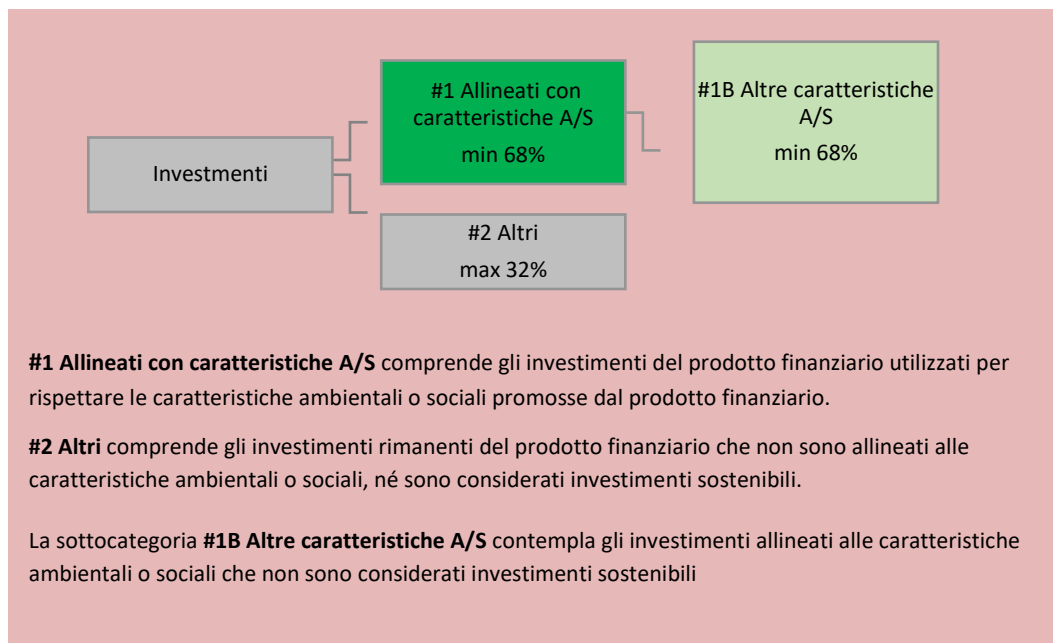 #1 Allineati con
caratteristiche A/S
min 68%
#1B Altre caratteristiche
A/S
min 68%
Investmenti
#2 Altri
max 32%
#1 Allineati con caratteristiche A/S comprende gli investimenti del prodotto finanziario utilizzati per
rispettare le caratteristiche ambientali o sociali promosse dal prodotto finanziario.
#2 Altri comprende gli investimenti rimanenti del prodotto finanziario che non sono allineati alle
caratteristiche ambientali o sociali, né sono considerati investimenti sostenibili.
La sottocategoria #1B Altre caratteristiche A/S contempla gli investimenti allineati alle caratteristiche
ambientali o sociali che non sono considerati investimenti sostenibili